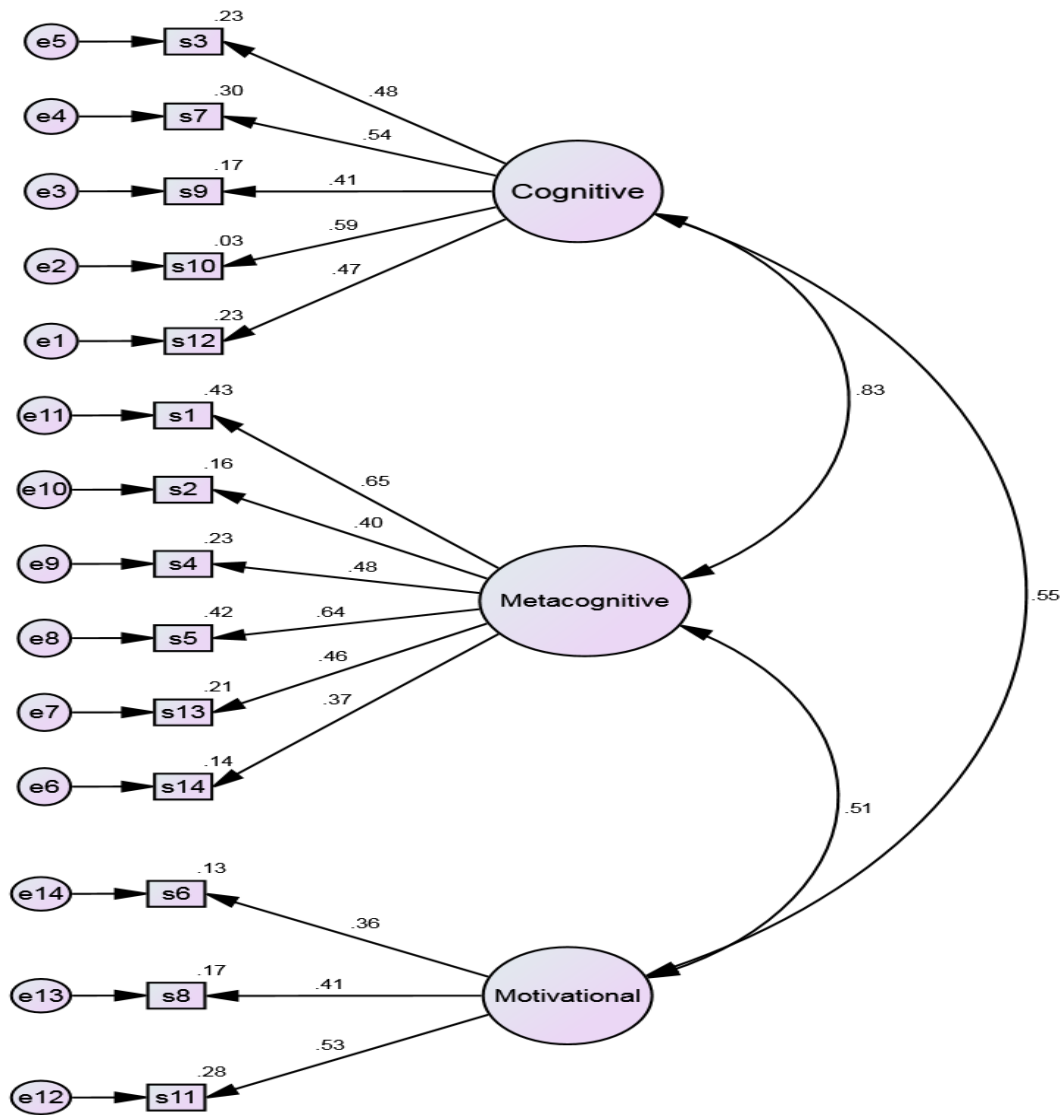 .23
e5 s3
.48
.30
e4 s7
.54
.17
e3 s9
.41
Cognitive
.59
.03
e2 s10
.47
.23
e1 s12
.83
.43
e11 s1
.65
.16
e10 s2
.40
.23
e9 s4
.48
Metacognitive
.55
.64
.42
e8 s5
.46
.21
e7 s13
.37
.14
e6 s14
.51
.13
e14 s6
.36
.17
e13 s8
.41
Motivational
.53
.28
e12 s11